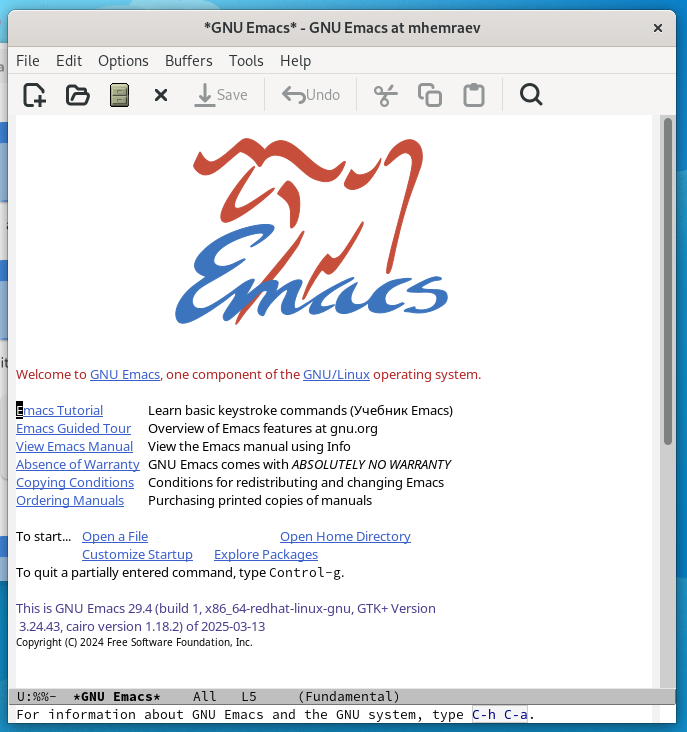 *GNU Emacs* - GNU Emacs at mhemraev
File Edit Options Buffers Tools Help
Save Undo
Emacs
Welcome to GNU Emacs, one component of the GNU/Linux operating system.
Emacs Tutorial Learn basic keystroke commands (Учебник Emacs)
Emacs Guided Tour Overview of Emacs features at gnu.org
View Emacs Manual View the Emacs manual using Info
Absence of Warranty GNU Emacs comes with ABSOLUTELY NO WARRANTY
Copying Conditions Conditions for redistributing and changing Emacs
Ordering Manuals Purchasing printed copies of manuals
To start... Open a File Open Home Directory
Customize Startup Explore Packages
To quit a partially entered command, type Control-g.
This is GNU Emacs 29.4 (build 1, x86_64-redhat-linux-gnu, GTK+ Version
3.24.43, cairo version 1.18.2) of 2025-03-13
Copyright (C) 2024 Free Software Foundation, Inc.
U:%%- *GNU Emacs* All L5 (Fundamental)
For information about GNU Emacs and the GNU system, type C-h C-a.